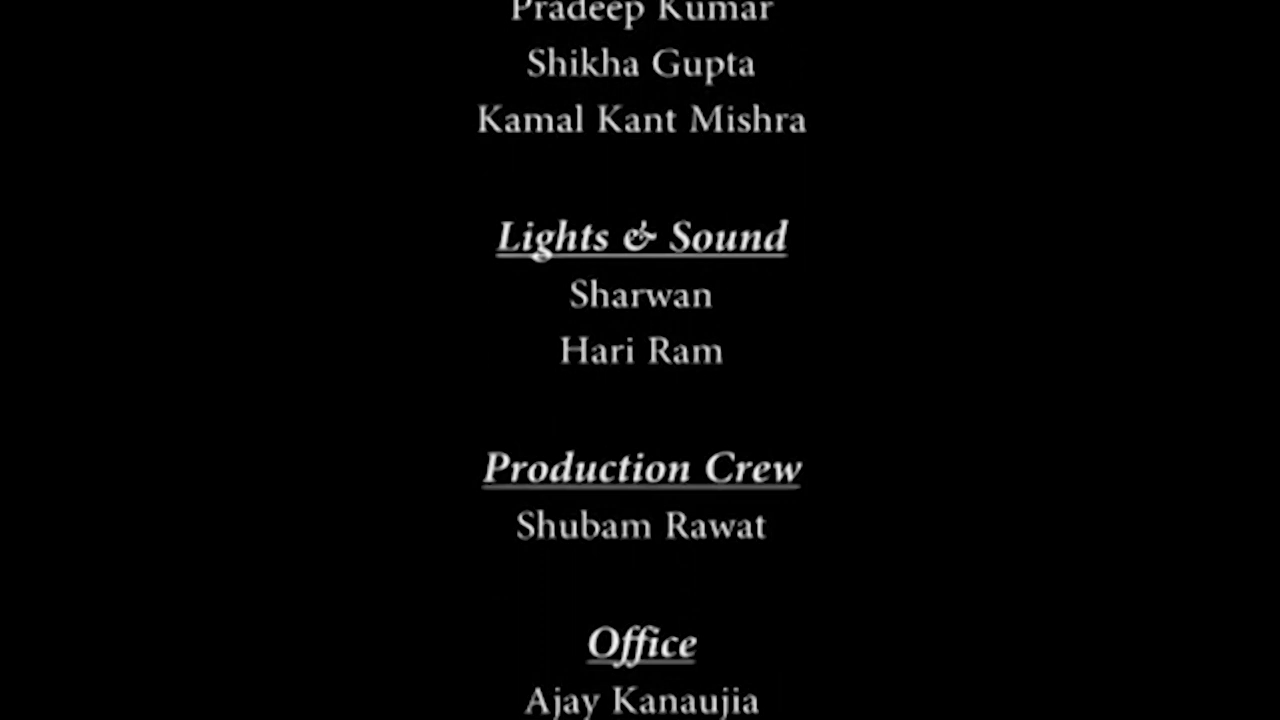 Pradeep Kumar
Shikha Gupta
Kamal Kant Mishra
Lights & Sound
Sharwan
Hari Ram
Production Crew
Shubam Rawat
Office
Ajay Kanaujia